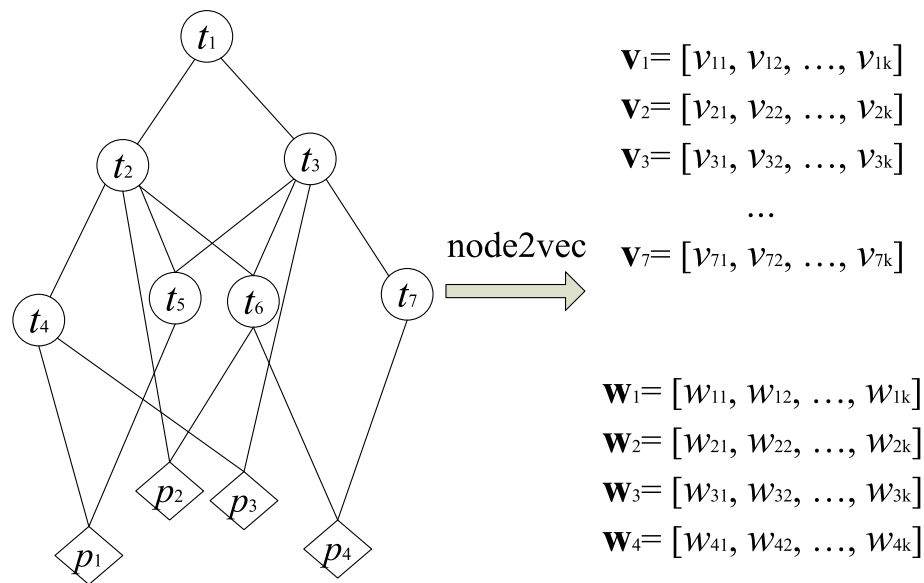 t1
t2
t3
t4
t5
t6
t7
p1
p2
p3
p4
node2vec
v1= [v11, v12, …, v1k]
v2= [v21, v22, …, v2k]
v3= [v31, v32, …, v3k]
...
v7= [v71, v72, …, v7k]
w1= [w11, w12, …, w1k]
w2= [w21, w22, …, w2k]
w3= [w31, w32, …, w3k]
w4= [w41, w42, …, w4k]